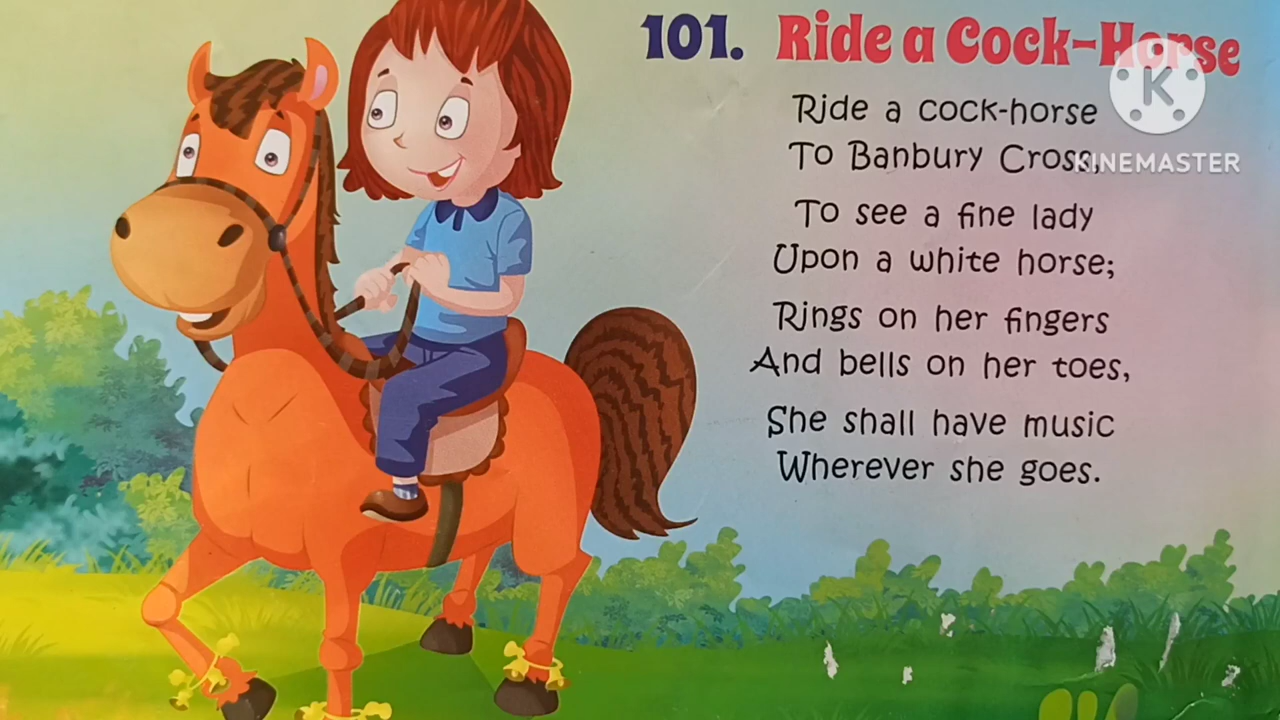 101. Ride a Cock-Horse
Ride a cock-horse
To Banbury Cross,
To see a fine lady
Upon a white horse;
Rings on her fingers
And bells on her toes,
She shall have music
Wherever she goes.
K
KINEMASTER